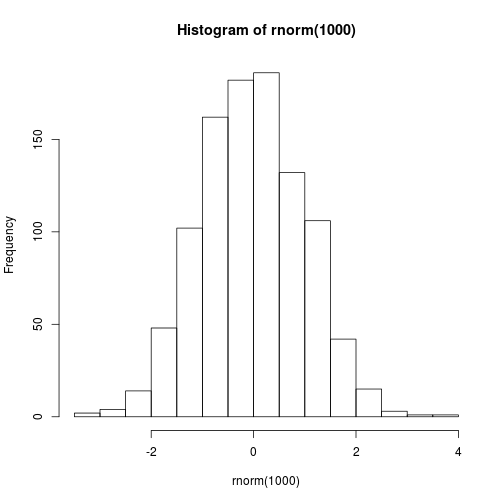 Histogram of rnorm(1000)
150
100
50
0
Frequency
-2 0 2 4
rnorm(1000)